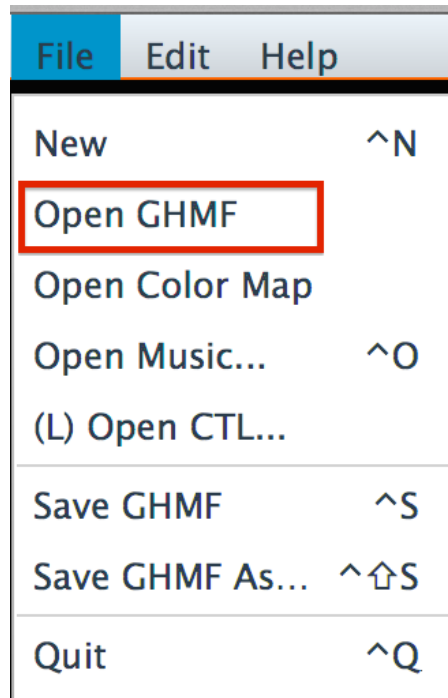 File Edit Help
New ^N
Open GHMF
Open Color Map
Open Music... ^O
(L) Open CTL...
Save GHMF ^S
Save GHMF As... ^⇧S
Quit ^Q